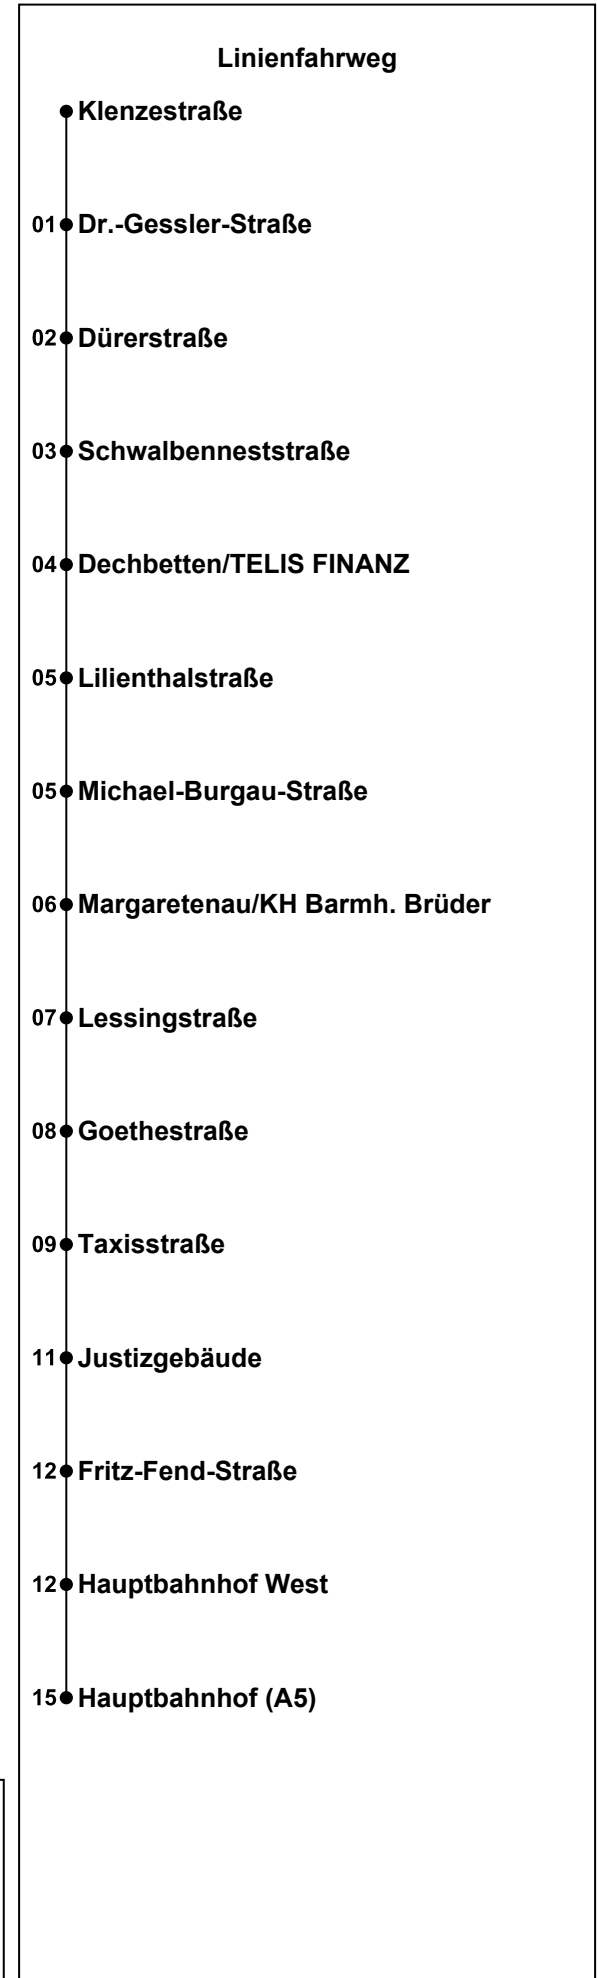 Linienfahrweg
Klenzestraße
01 Dr.-Gessler-Straße
02 Dürerstraße
03 Schwalbenneststraße
04 Dechbetten/TELIS FINANZ
05 Lilienthalstraße
05 Michael-Burgau-Straße
06 Margaretenau/KH Barmh. Brüder
07 Lessingstraße
08 Goethestraße
09 Taxisstraße
11 Justizgebäude
12 Fritz-Fend-Straße
12 Hauptbahnhof West
15 Hauptbahnhof (A5)